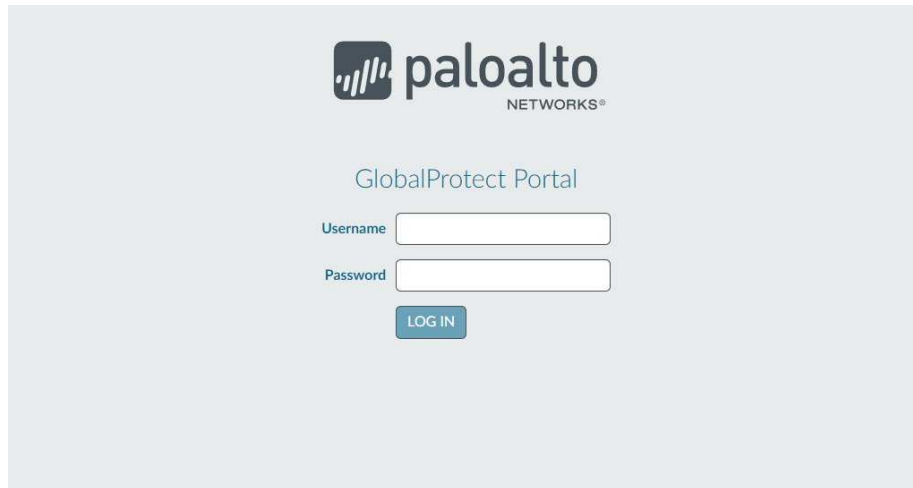 paloalto
NETWORKS®
GlobalProtect Portal
Username
Password
LOG IN